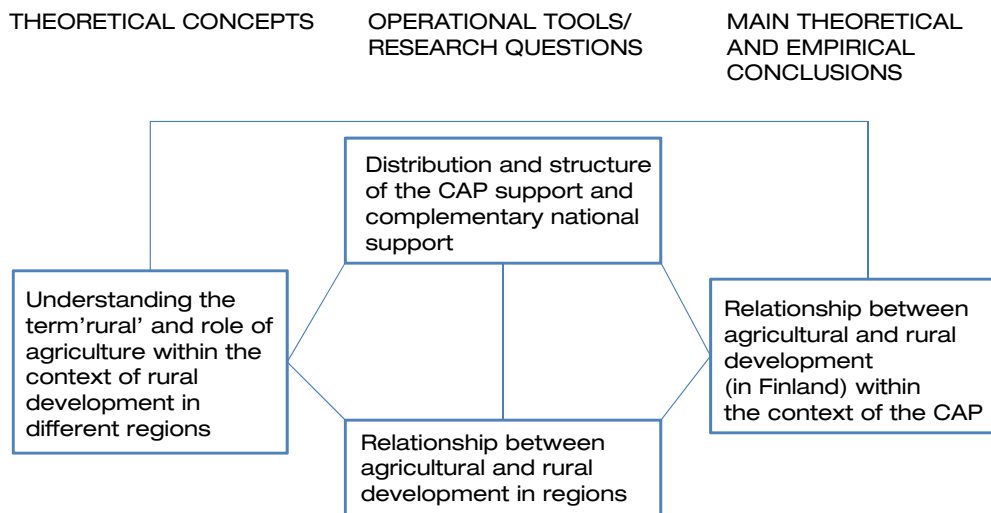 THEORETICAL CONCEPTS
OPERATIONAL TOOLS/
RESEARCH QUESTIONS
MAIN THEORETICAL
AND EMPIRICAL
CONCLUSIONS
Distribution and structure
of the CAP support and
complementary national
support
Understanding the
term'rural' and role of
agriculture within the
context of rural
development in
different regions
Relationship between
agricultural and rural
development
(in Finland) within
the context of the CAP
Relationship between
agricultural and rural
development in regions